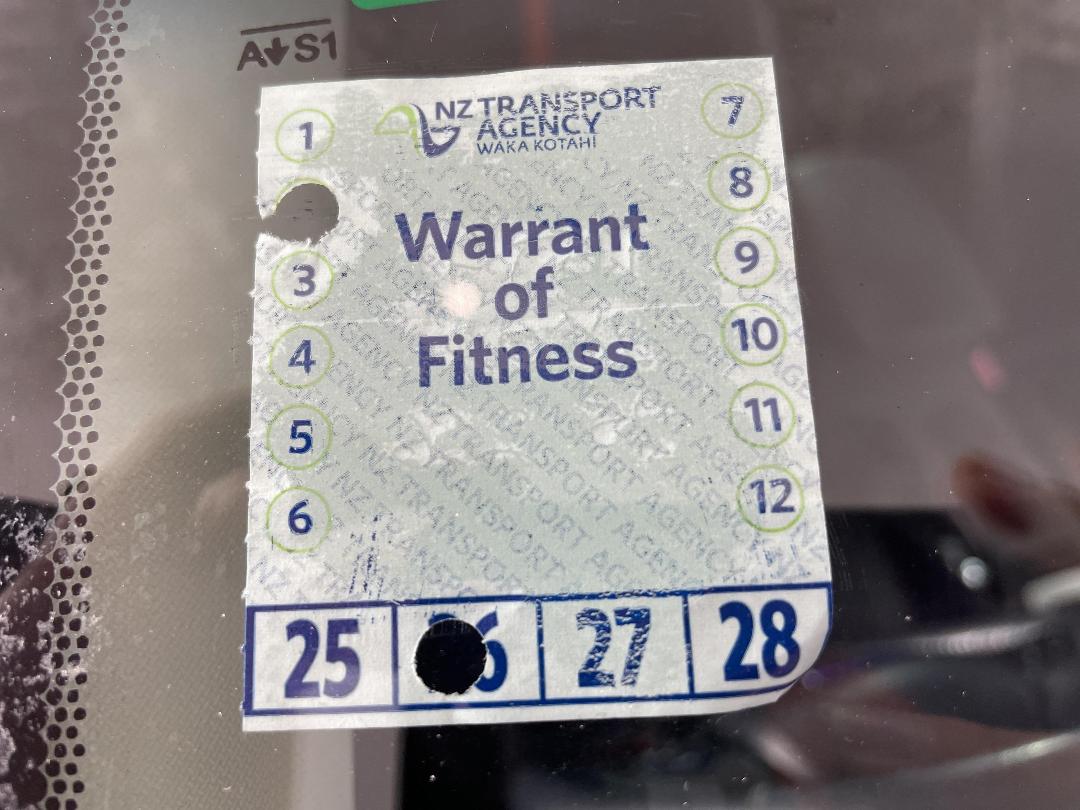 A↓S1
NZ TRANSPORT
AGENCY
WAKA KOTAHI
Warrant
of
Fitness
1
3
4
5
6
7
8
9
10
11
12
25
6
27
28